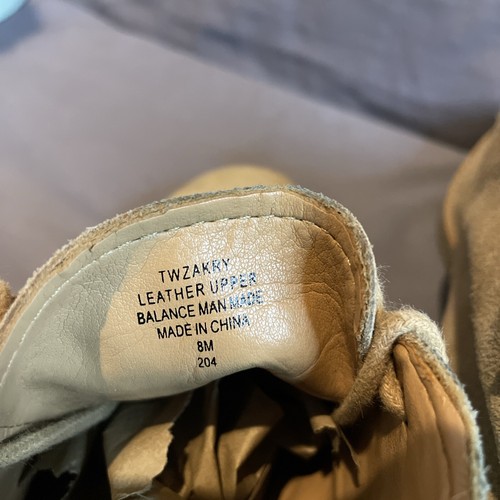 TWZAKRY
LEATHER UPPER
BALANCE MAN MADE
MADE IN CHINA
8M
204